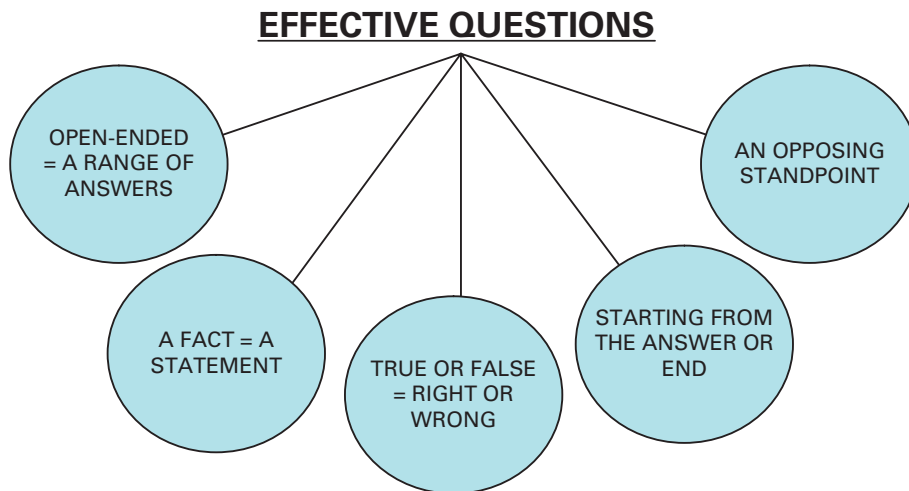 EFFECTIVE QUESTIONS
OPEN-ENDED
= A RANGE OF
ANSWERS
A FACT = A
STATEMENT
TRUE OR FALSE
= RIGHT OR
WRONG
STARTING FROM
THE ANSWER OR
END
AN OPPOSING
STANDPOINT